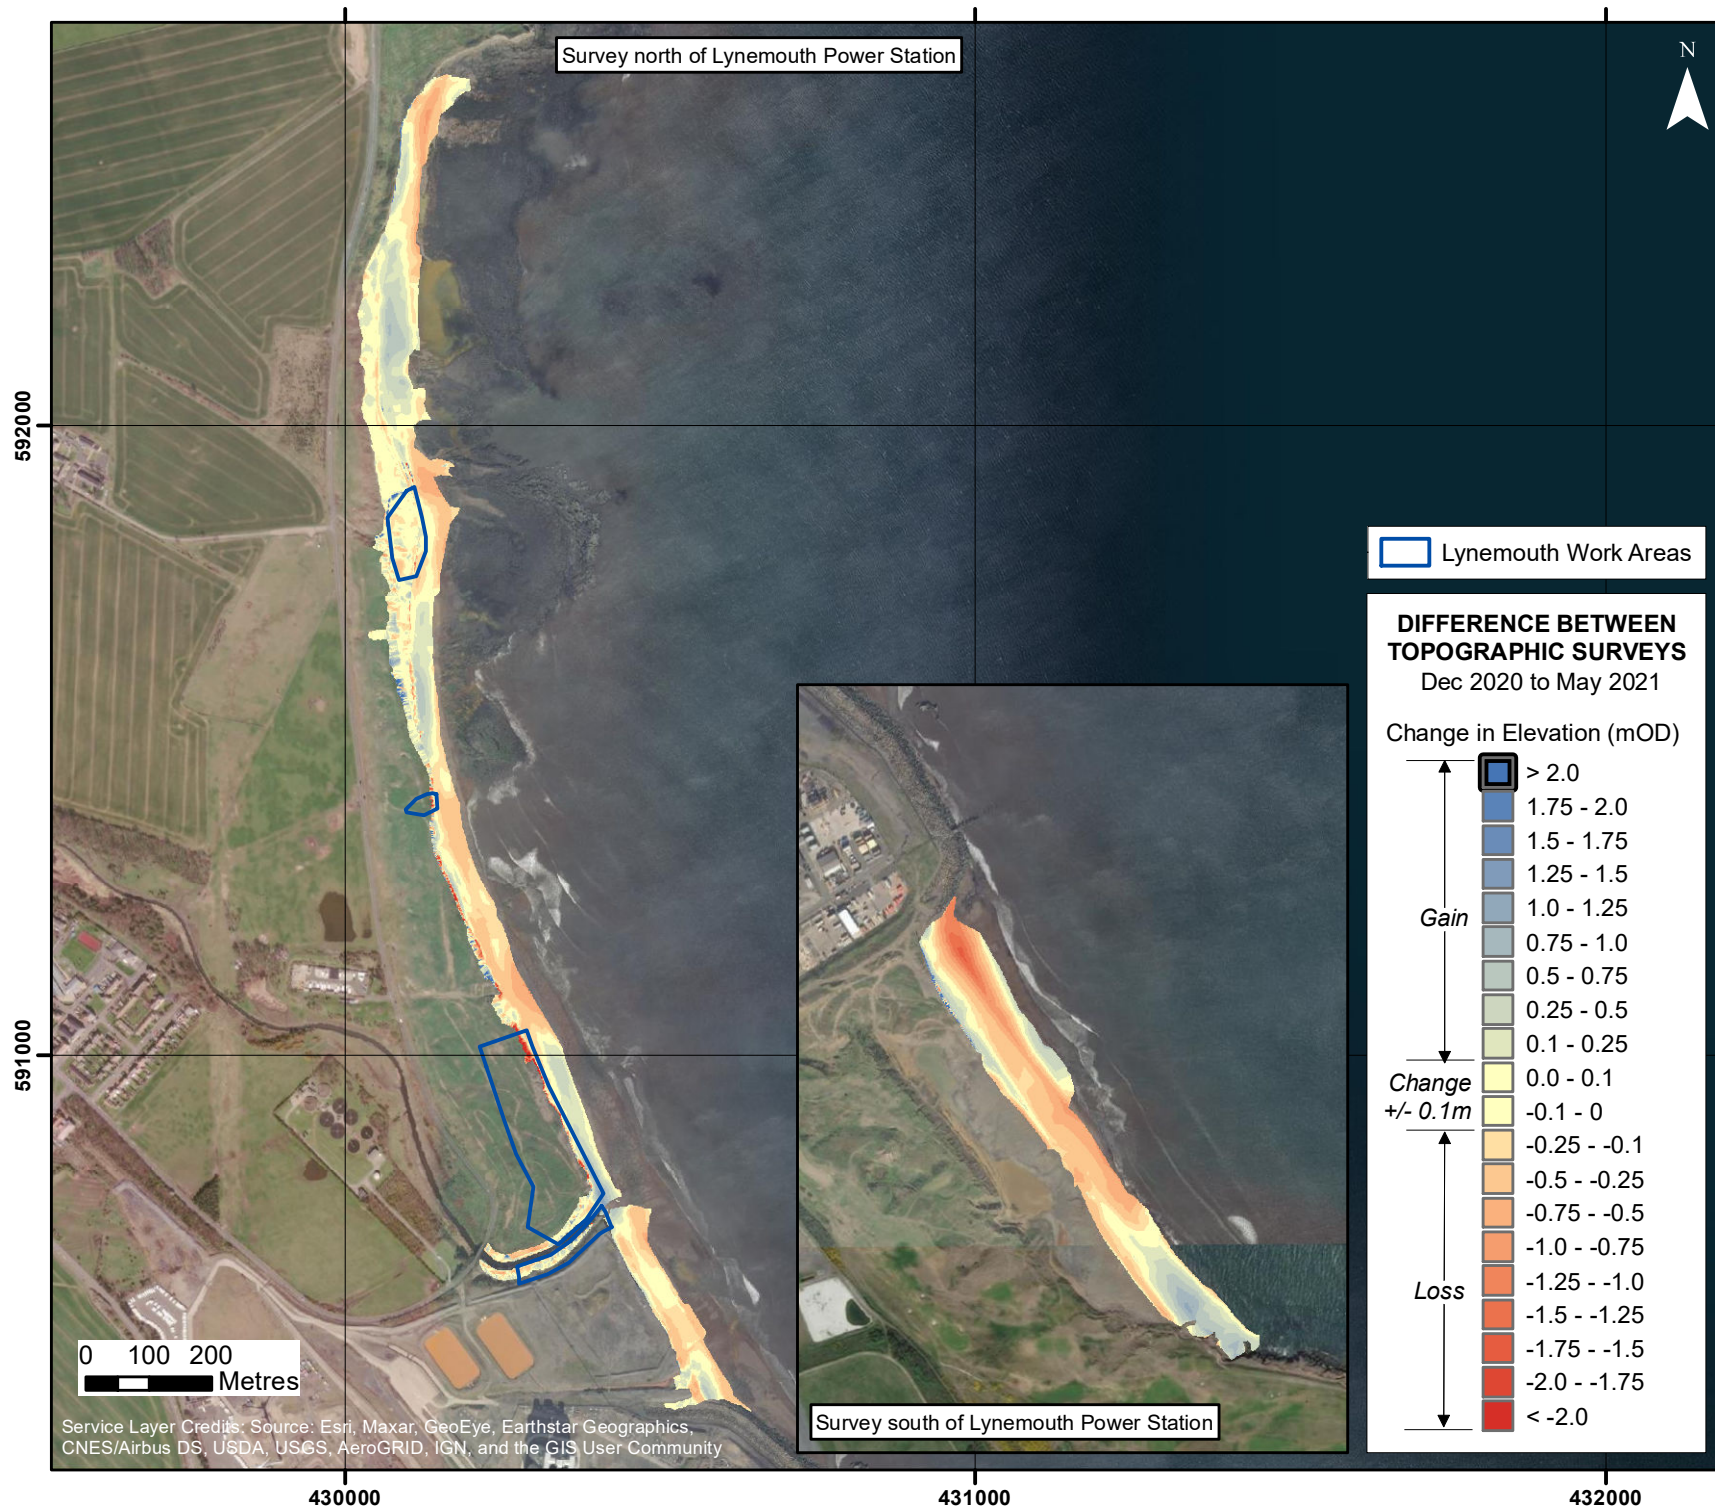 Survey north of Lynemouth Power Station
N
592000
591000
Lynemouth Work Areas
DIFFERENCE BETWEEN
TOPOGRAPHIC SURVEYS
Dec 2020 to May 2021
Change in Elevation (mOD)
> 2.0
1.75 - 2.0
1.5 - 1.75
1.25 - 1.5
1.0 - 1.25
Gain
0.75 - 1.0
0.5 - 0.75
0.25 - 0.5
0.1 - 0.25
Change
+/- 0.1m
0.0 - 0.1
-0.1 - 0
-0.25 - -0.1
-0.5 - -0.25
-0.75 - -0.5
-1.0 - -0.75
-1.25 - -1.0
Loss
-1.5 - -1.25
-1.75 - -1.5
-2.0 - -1.75
< -2.0
0 100 200
Metres
Service Layer Credits: Source: Esri, Maxar, GeoEye, Earthstar Geographics,
CNES/Airbus DS, USDA, USGS, AeroGRID, IGN, and the GIS User Community
Survey south of Lynemouth Power Station
430000
431000
432000